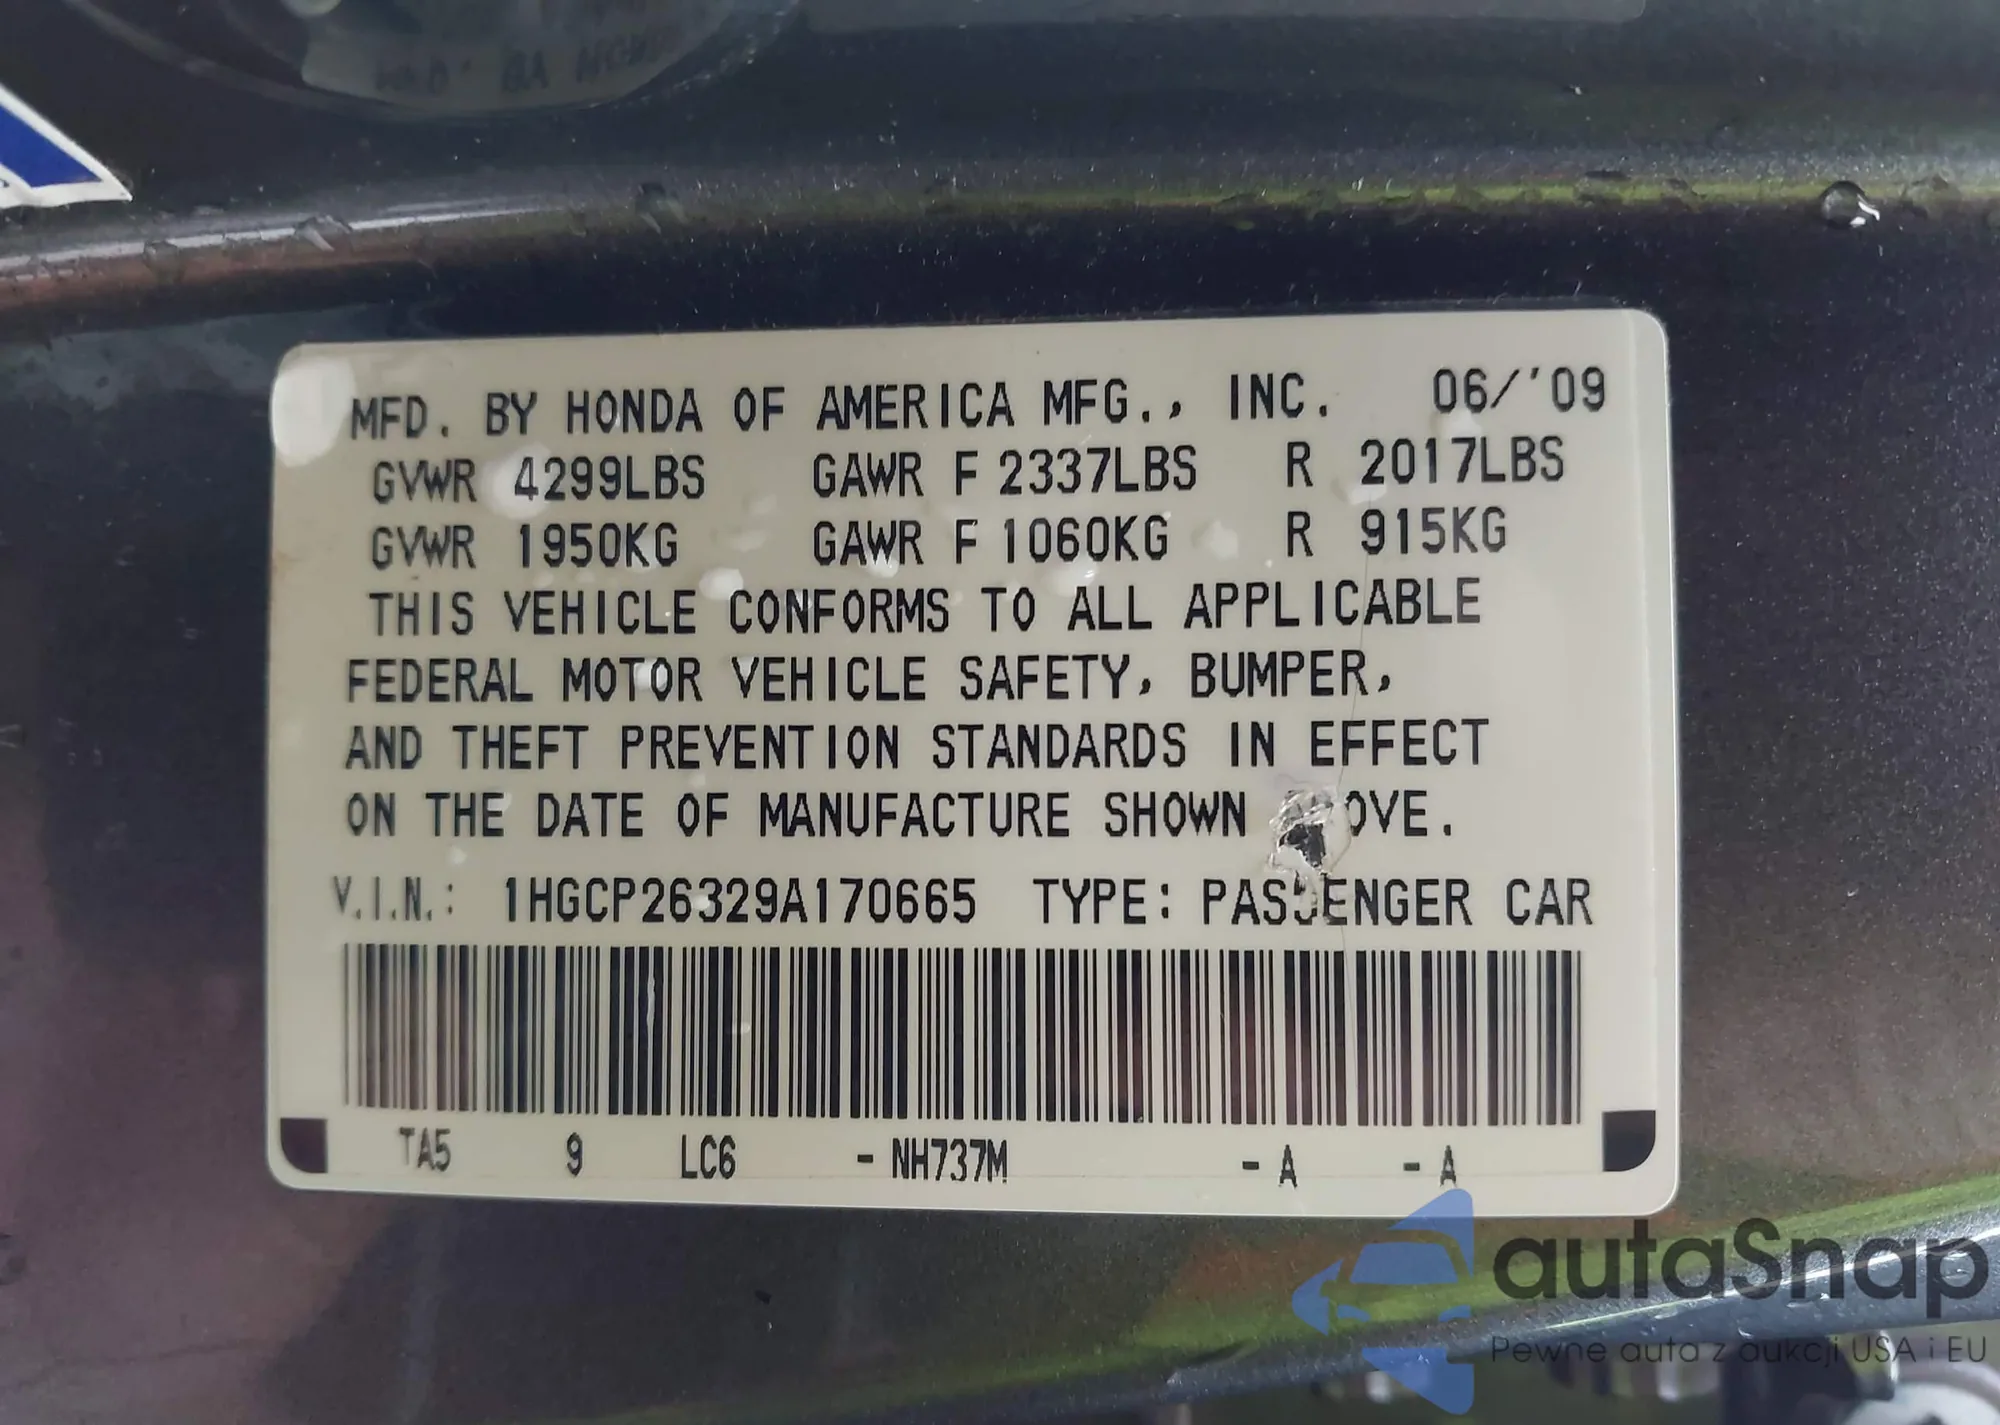 MFD. BY HONDA OF AMERICA MFG., INC. 06/'09
GVWR 4299LBS GAWR F 2337LBS R 2017LBS
GVWR 1950KG GAWR F 1060KG R 915KG
THIS VEHICLE CONFORMS TO ALL APPLICABLE
FEDERAL MOTOR VEHICLE SAFETY, BUMPER,
AND THEFT PREVENTION STANDARDS IN EFFECT
ON THE DATE OF MANUFACTURE SHOWN OVE.
V.I.N.: 1HGCP26329A170665 TYPE: PASSENGER CAR
TA5 9 LC6 - NH737M - A - A
autaSnap
Pewne auta z aukcji USA i EU